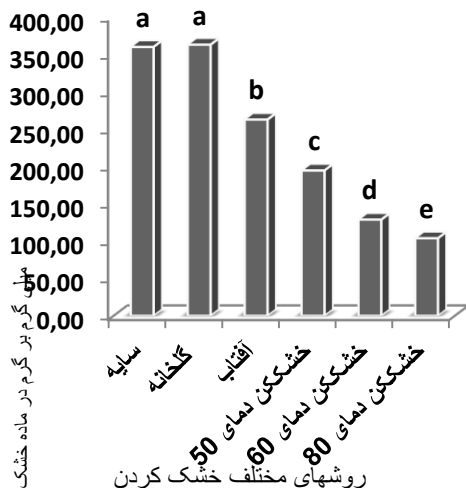 400,00
350,00
300,00
250,00
200,00
150,00
100,00
50,00
0,00
a
a
b
c
d
e
میلی گرم بر گرم در ماده خشک
سایه
گلخانه
آفتاب
خشککن دمای 50
خشککن دمای 60
خشککن دمای 80
روشهای مختلف خشک کردن